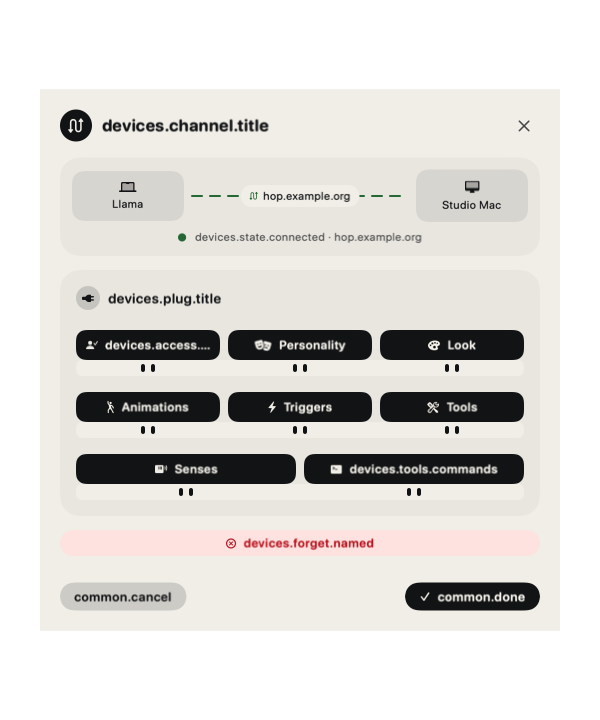 devices.channel.title
Llama
hop.example.org
Studio Mac
devices.state.connected · hop.example.org
devices.plug.title
devices.access....
Personality
Look
Animations
Triggers
Tools
Senses
devices.tools.commands
devices.forget.named
common.cancel
common.done